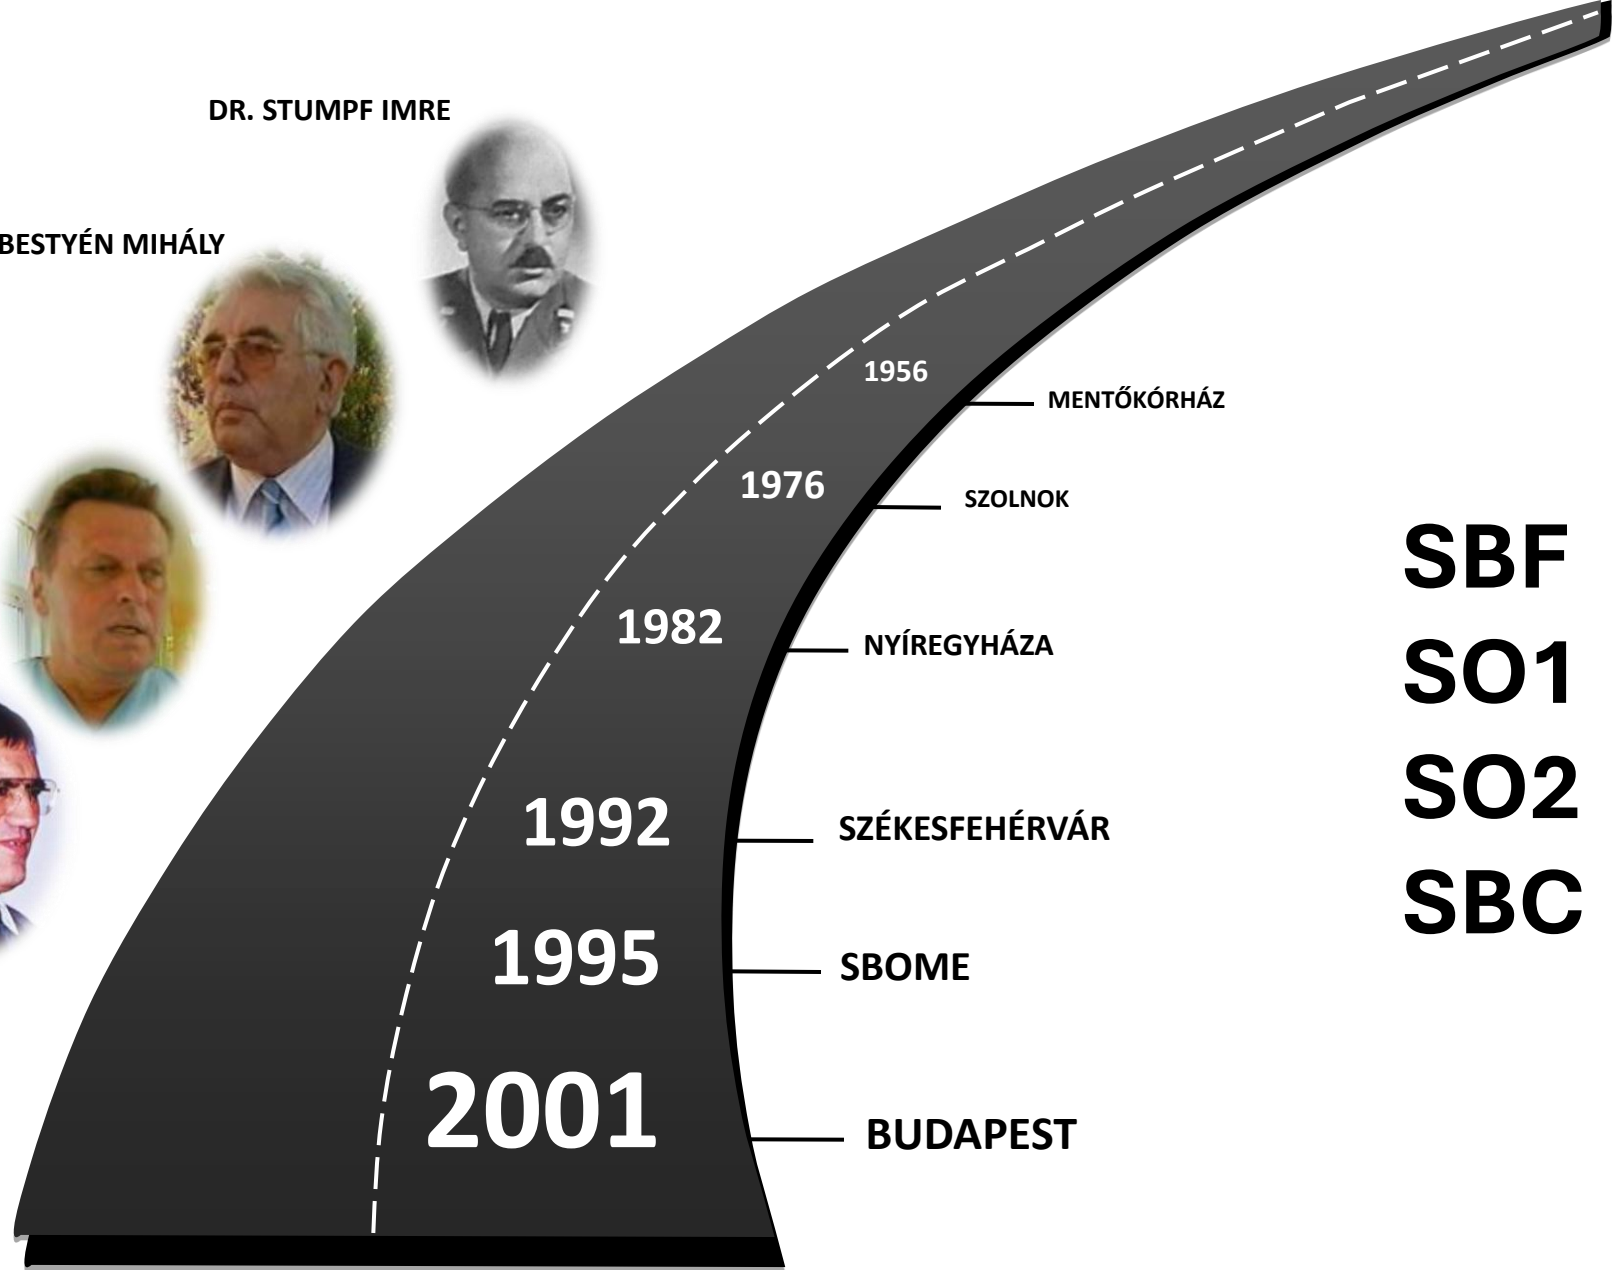 DR. STUMPF IMRE
BESTYÉN MIHÁLY
1956
MENTŐKÓRHÁZ
1976
SZOLNOK
1982
NYÍREGYHÁZA
1992
SZÉKESFEHÉRVÁR
1995
SBOME
2001
BUDAPEST
SBF
SO1
SO2
SBC